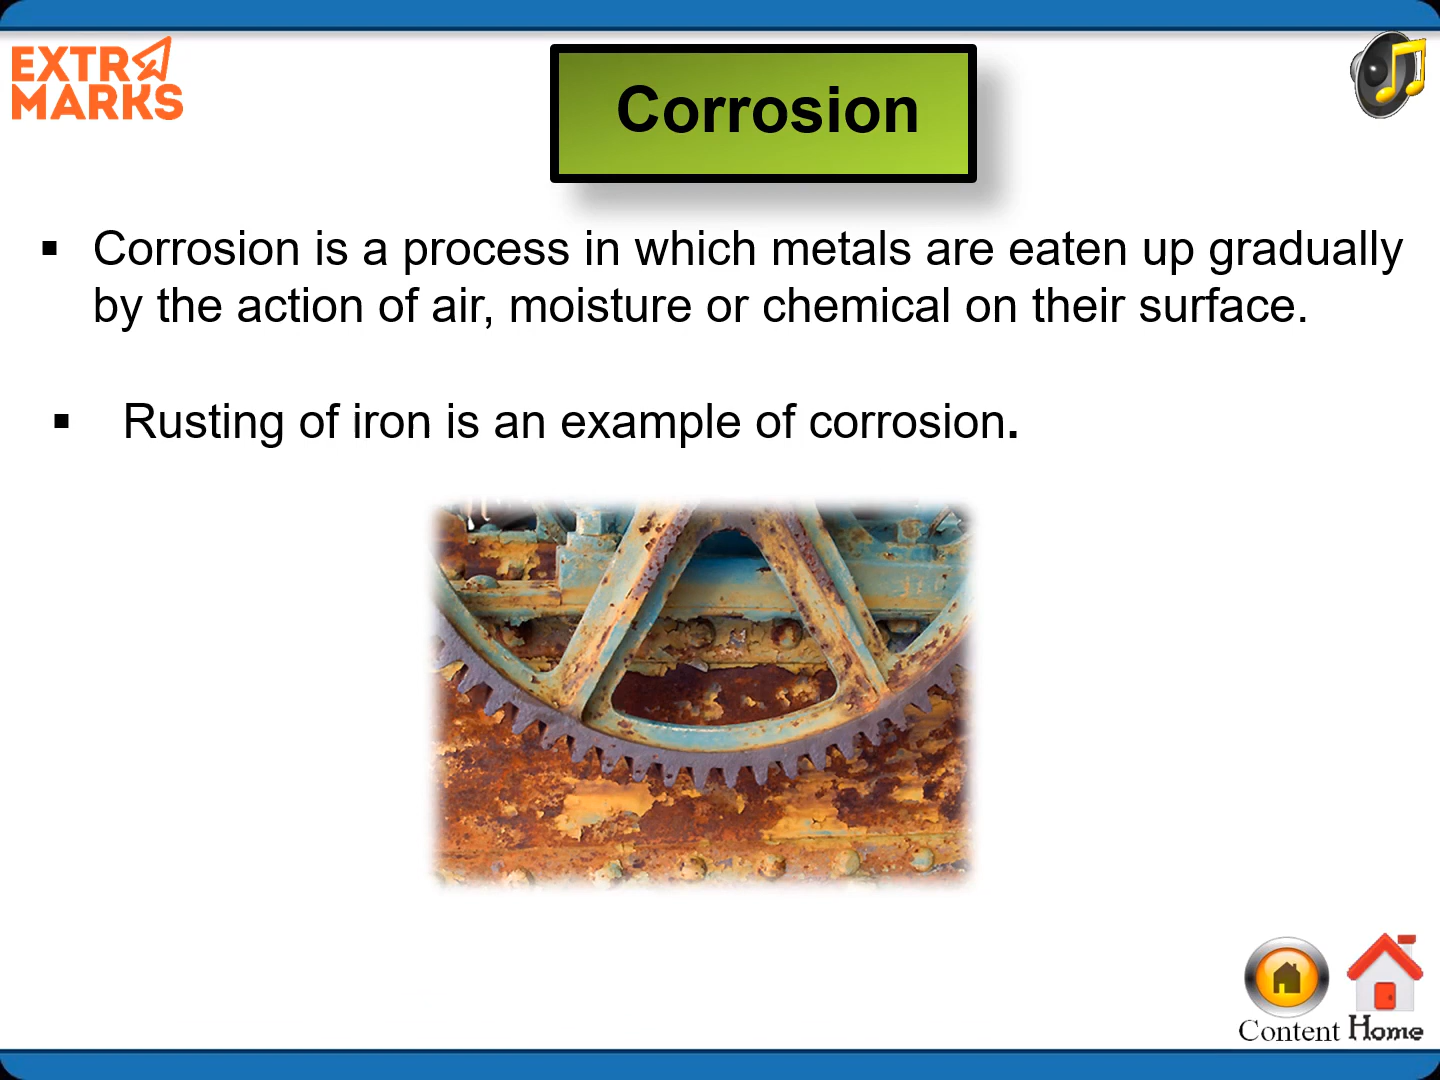 EXTRA
MARKS
Corrosion
▪ Corrosion is a process in which metals are eaten up gradually
by the action of air, moisture or chemical on their surface.
▪ Rusting of iron is an example of corrosion.
Content Home